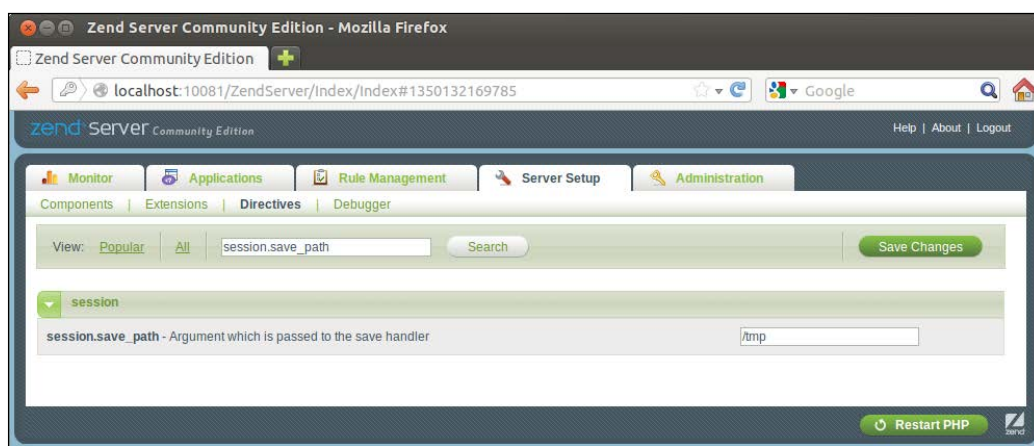 Zend Server Community Edition - Mozilla Firefox
Zend Server Community Edition
localhost:10081/ZendServer/Index/Index#1350132169785
Google
zend server Community Edition
Help | About | Logout
Monitor
Applications
Rule Management
Server Setup
Administration
Components | Extensions | Directives | Debugger
View: Popular All session.save_path Search Save Changes
session
session.save_path - Argument which is passed to the save handler /tmp
Restart PHP
zend